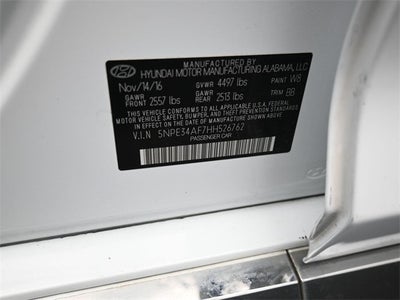 MANUFACTURED BY
HYUNDAI MOTOR MANUFACTURING ALABAMA, LLC
Nov/14/16 GVWR 4497 lbs PAINT W8
GAWR FRONT 2557 lbs GAWR REAR 2513 lbs TRIM BB
THIS VEHICLE CONFORMS TO ALL APPLICABLE U.S.A. FEDERAL
MOTOR VEHICLE SAFETY, BUMPER, AND THEFT PREVENTION
STANDARDS IN EFFECT ON THE DATE OF MANUFACTURE
SHOWN ABOVE.
V.I.N 5NPE34AF7HH526762
PASSENGER CAR